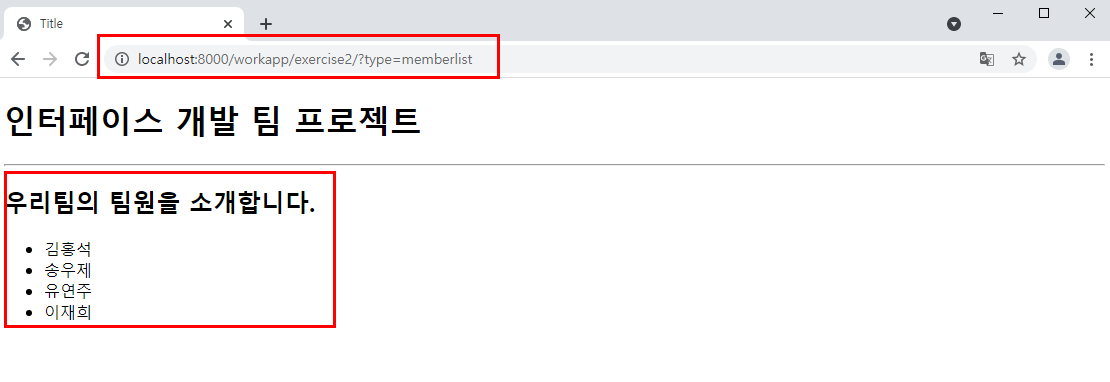 Title
localhost:8000/workapp/exercise2/?type=memberlist
인터페이스 개발 팀 프로젝트
우리팀의 팀원을 소개합니다.
김홍석
송우제
유연주
이재희